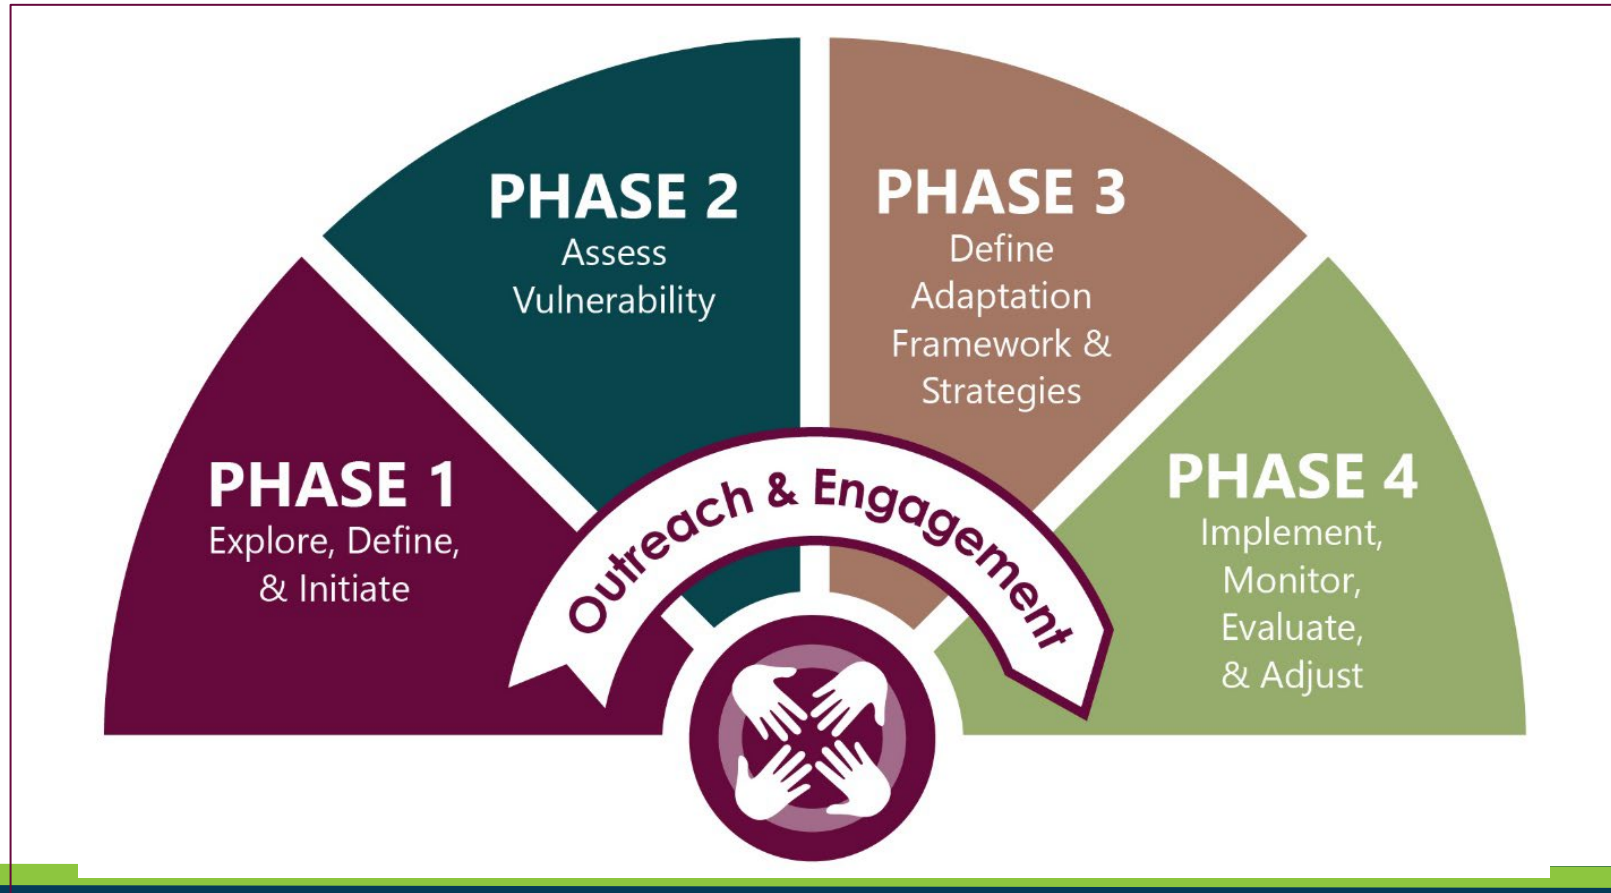 PHASE 1
Explore, Define,
& Initiate
PHASE 2
Assess
Vulnerability
PHASE 3
Define
Adaptation
Framework &
Strategies
PHASE 4
Implement,
Monitor,
Evaluate,
& Adjust
Outreach & Engagement